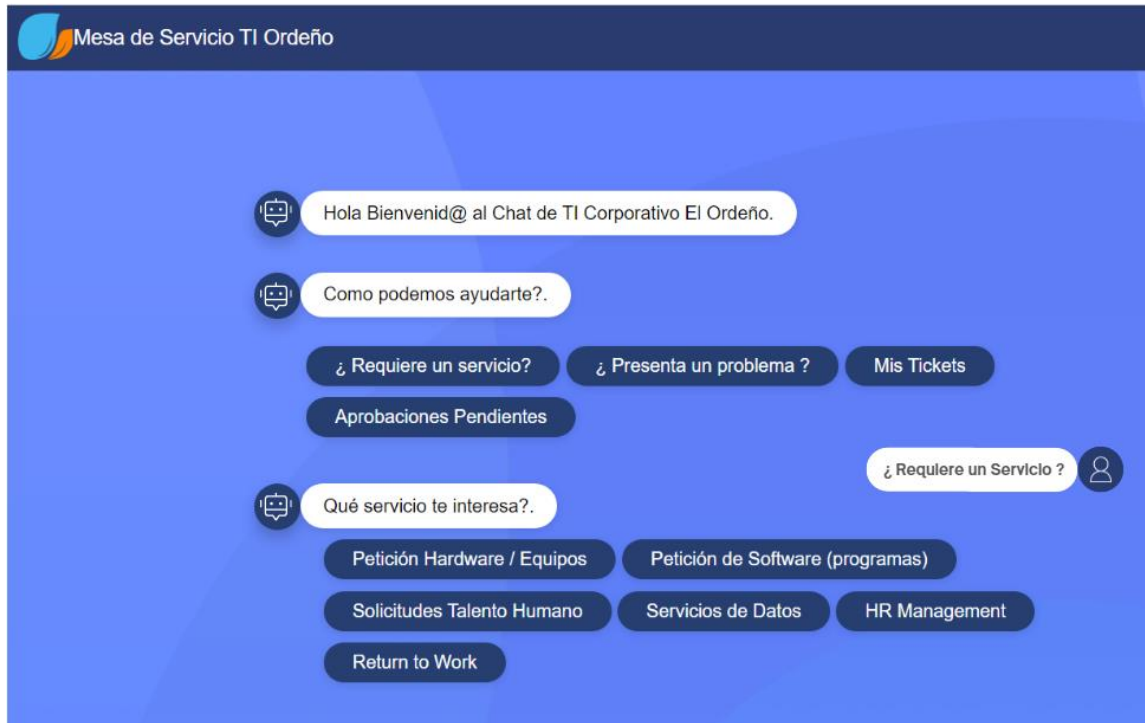 Mesa de Servicio TI Ordeño
Hola Bienvenid@ al Chat de TI Corporativo El Ordeño.
Como podemos ayudarte?.
¿ Requiere un servicio? ¿ Presenta un problema ? Mis Tickets
Aprobaciones Pendientes
¿ Requiere un Servicio ?
Qué servicio te interesa?.
Petición Hardware / Equipos Petición de Software (programas)
Solicitudes Talento Humano Servicios de Datos HR Management
Return to Work